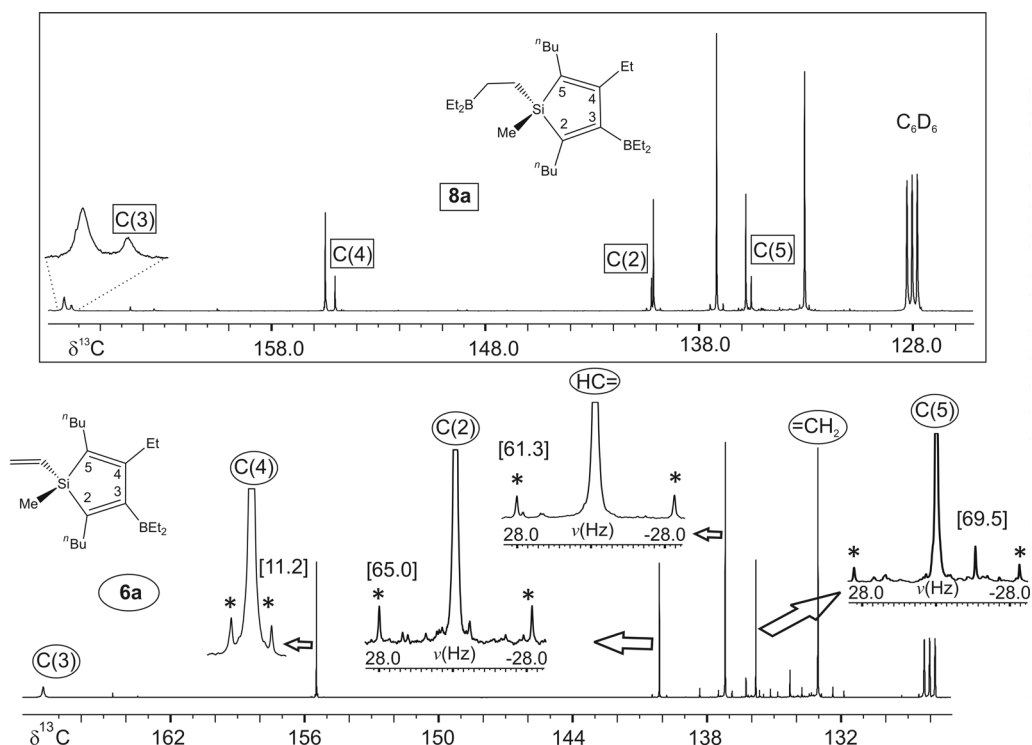 ⁿBu
Et
5
4
Et₂B
Si
C₆D₆
3
Me
2
BEt₂
ⁿBu
8a
C(3)
C(4)
C(2)
C(5)
δ¹³C
158.0 148.0 138.0 128.0
HC=
ⁿBu
Et
C(4)
C(2)
=CH₂
C(5)
[61.3]
5
4
Si
3
* *
Me
2
28.0 ν(Hz) -28.0
[69.5]
BEt₂
ⁿBu
[11.2]
[65.0]
* *
6a
* *
* *
28.0 ν(Hz) -28.0
28.0 ν(Hz) -28.0
C(3)
δ¹³C 162 156 150 144 138 132